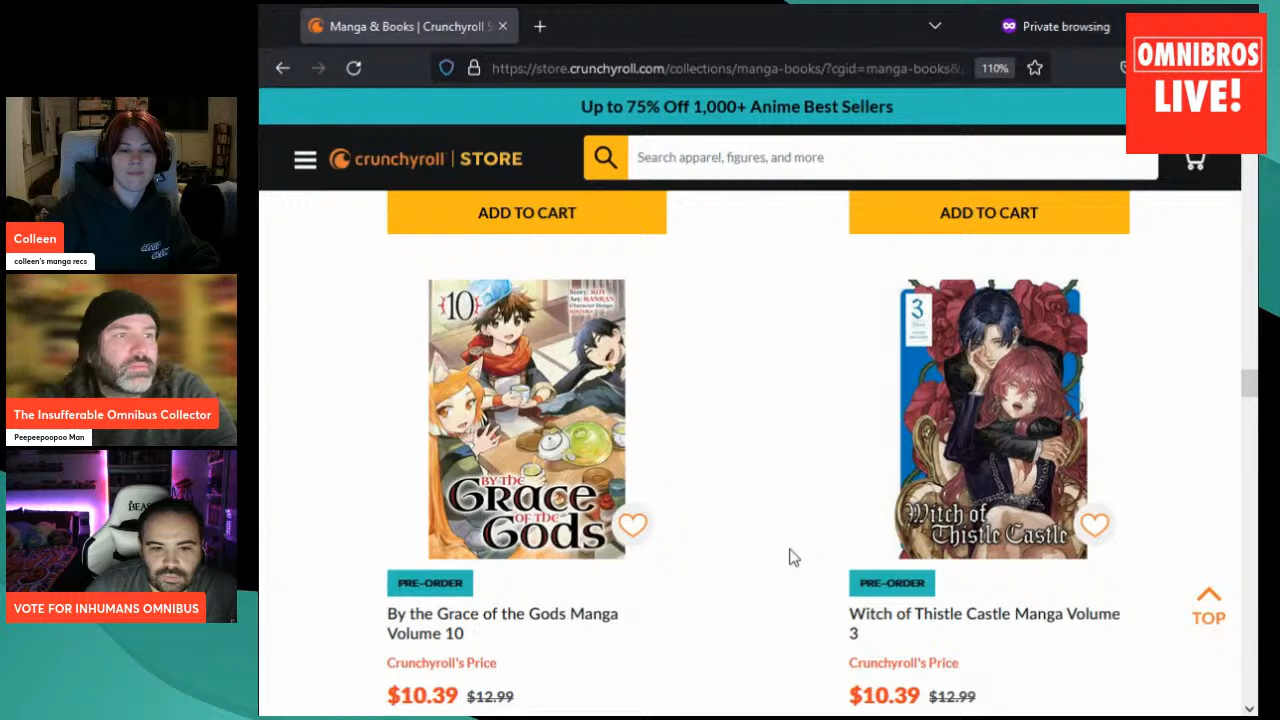 Manga & Books | Crunchyroll S
Private browsing
https://store.crunchyroll.com/collections/manga-books/?cgid=manga-books&
110%
OMNIBROS
LIVE!
Up to 75% Off 1,000+ Anime Best Sellers
crunchyroll | STORE
Search apparel, figures, and more
ADD TO CART
ADD TO CART
Colleen
colleen's manga recs
The Insufferable Omnibus Collector
Peepeepoopoo Man
VOTE FOR INHUMANS OMNIBUS
10
Story: ROY
Art: RANRAN
BY THE
GRACE
OF THE
GODS
3
Witch of
Thistle Castle
PRE-ORDER
By the Grace of the Gods Manga
Volume 10
Crunchyroll's Price
$10.39 $12.99
PRE-ORDER
Witch of Thistle Castle Manga Volume
3
Crunchyroll's Price
$10.39 $12.99
TOP